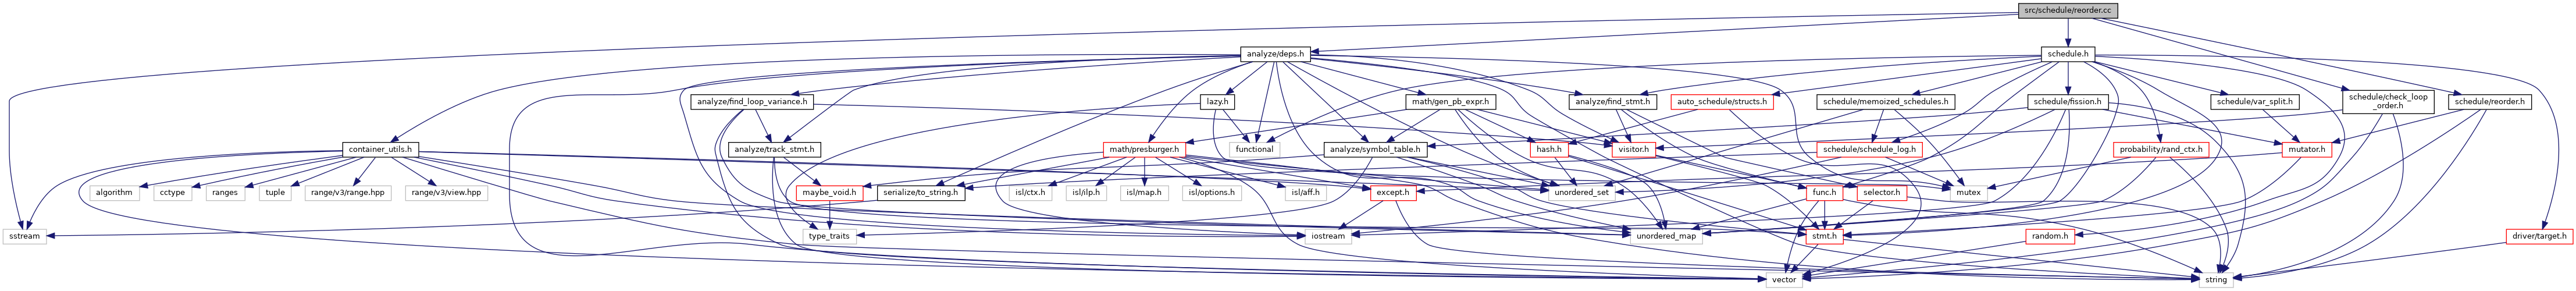 src/schedule/reorder.cc
analyze/deps.h
schedule.h
analyze/find_loop_variance.h
lazy.h
math/gen_pb_expr.h
analyze/find_stmt.h
auto_schedule/structs.h
schedule/memoized_schedules.h
schedule/fission.h
schedule/var_split.h
schedule/check_loop
_order.h
schedule/reorder.h
container_utils.h
analyze/track_stmt.h
math/presburger.h
functional
analyze/symbol_table.h
hash.h
visitor.h
schedule/schedule_log.h
probability/rand_ctx.h
mutator.h
algorithm
cctype
ranges
tuple
range/v3/range.hpp
range/v3/view.hpp
maybe_void.h
serialize/to_string.h
isl/ctx.h
isl/ilp.h
isl/map.h
isl/options.h
isl/aff.h
except.h
unordered_set
func.h
selector.h
mutex
sstream
type_traits
iostream
unordered_map
stmt.h
random.h
driver/target.h
vector
string